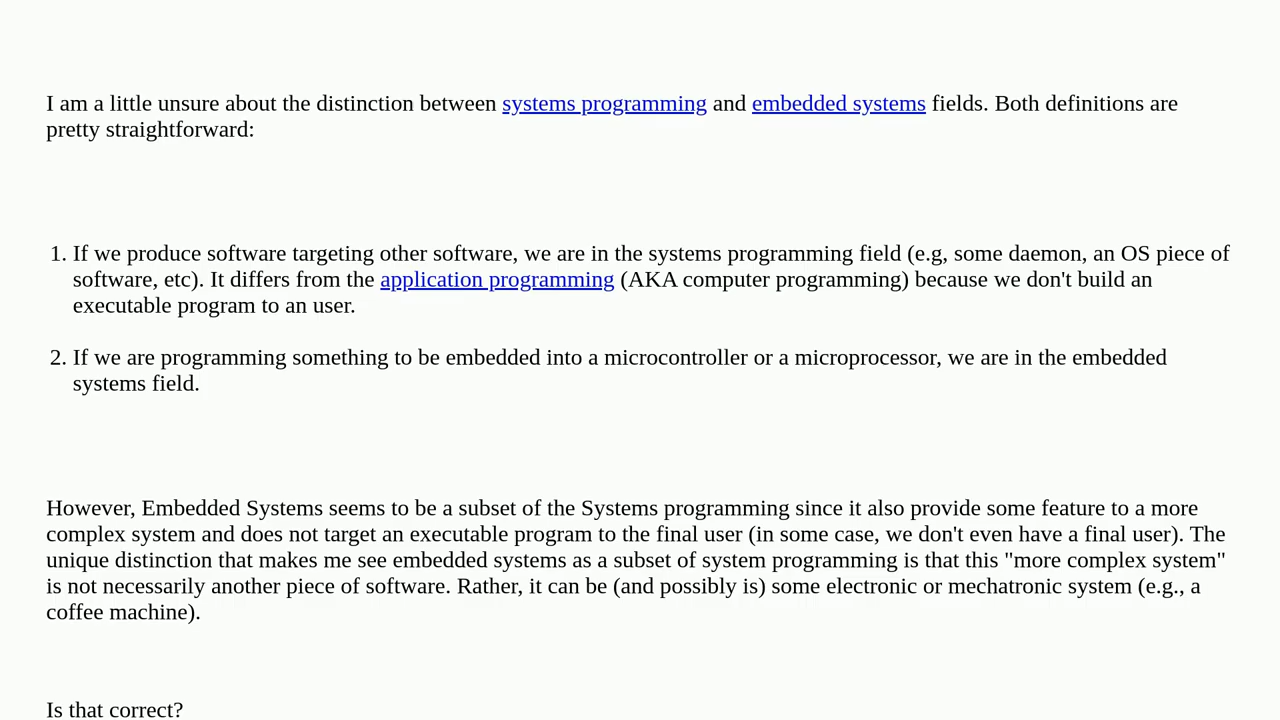 I am a little unsure about the distinction between systems programming and embedded systems fields. Both definitions are
pretty straightforward:
1. If we produce software targeting other software, we are in the systems programming field (e.g, some daemon, an OS piece of
software, etc). It differs from the application programming (AKA computer programming) because we don't build an
executable program to an user.
2. If we are programming something to be embedded into a microcontroller or a microprocessor, we are in the embedded
systems field.
However, Embedded Systems seems to be a subset of the Systems programming since it also provide some feature to a more
complex system and does not target an executable program to the final user (in some case, we don't even have a final user). The
unique distinction that makes me see embedded systems as a subset of system programming is that this "more complex system"
is not necessarily another piece of software. Rather, it can be (and possibly is) some electronic or mechatronic system (e.g., a
coffee machine).
Is that correct?